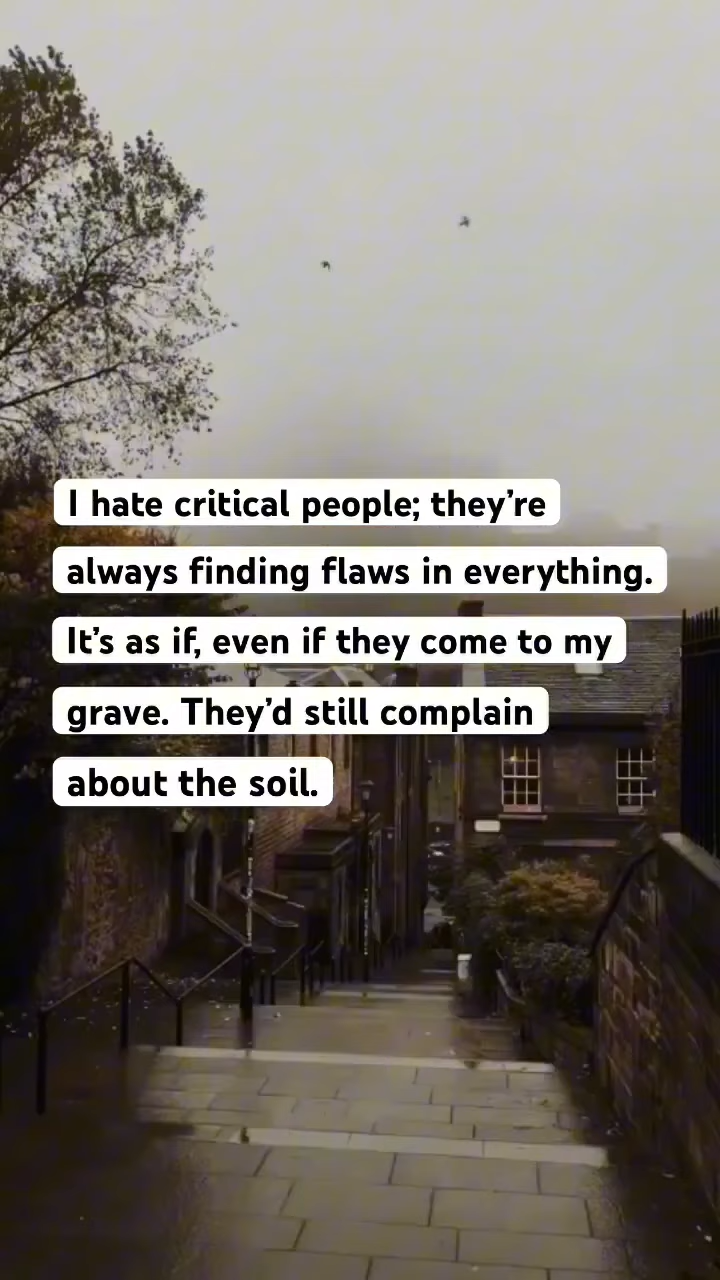 I hate critical people; they’re
always finding flaws in everything.
It’s as if, even if they come to my
grave. They’d still complain
about the soil.